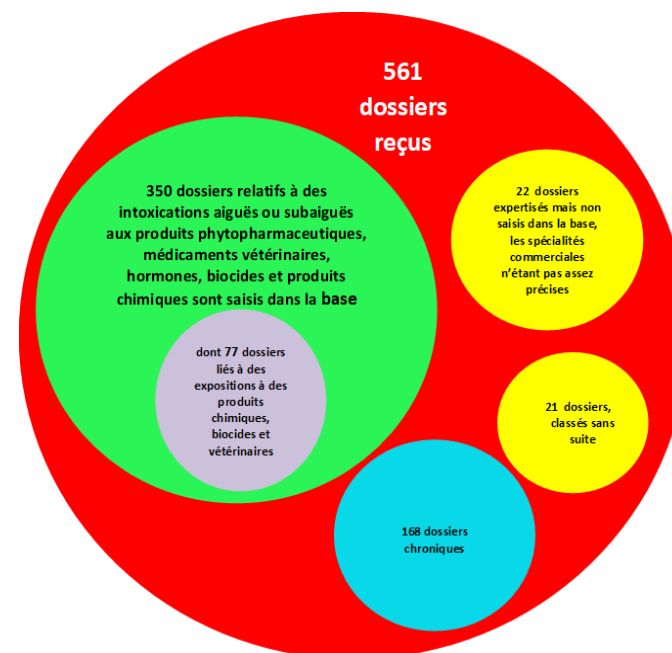 561
dossiers
reçus
350 dossiers relatifs à des
intoxications aiguës ou subaiguës
aux produits phytopharmaceutiques,
médicaments vétérinaires,
hormones, biocides et produits
chimiques sont saisis dans la base
22 dossiers
expertisés mais non
saisis dans la base,
les spécialités
commerciales
n'étant pas assez
précises
dont 77 dossiers
liés à des
expositions à des
produits
chimiques,
biocides et
vétérinaires
21 dossiers,
classés sans
suite
168 dossiers
chroniques